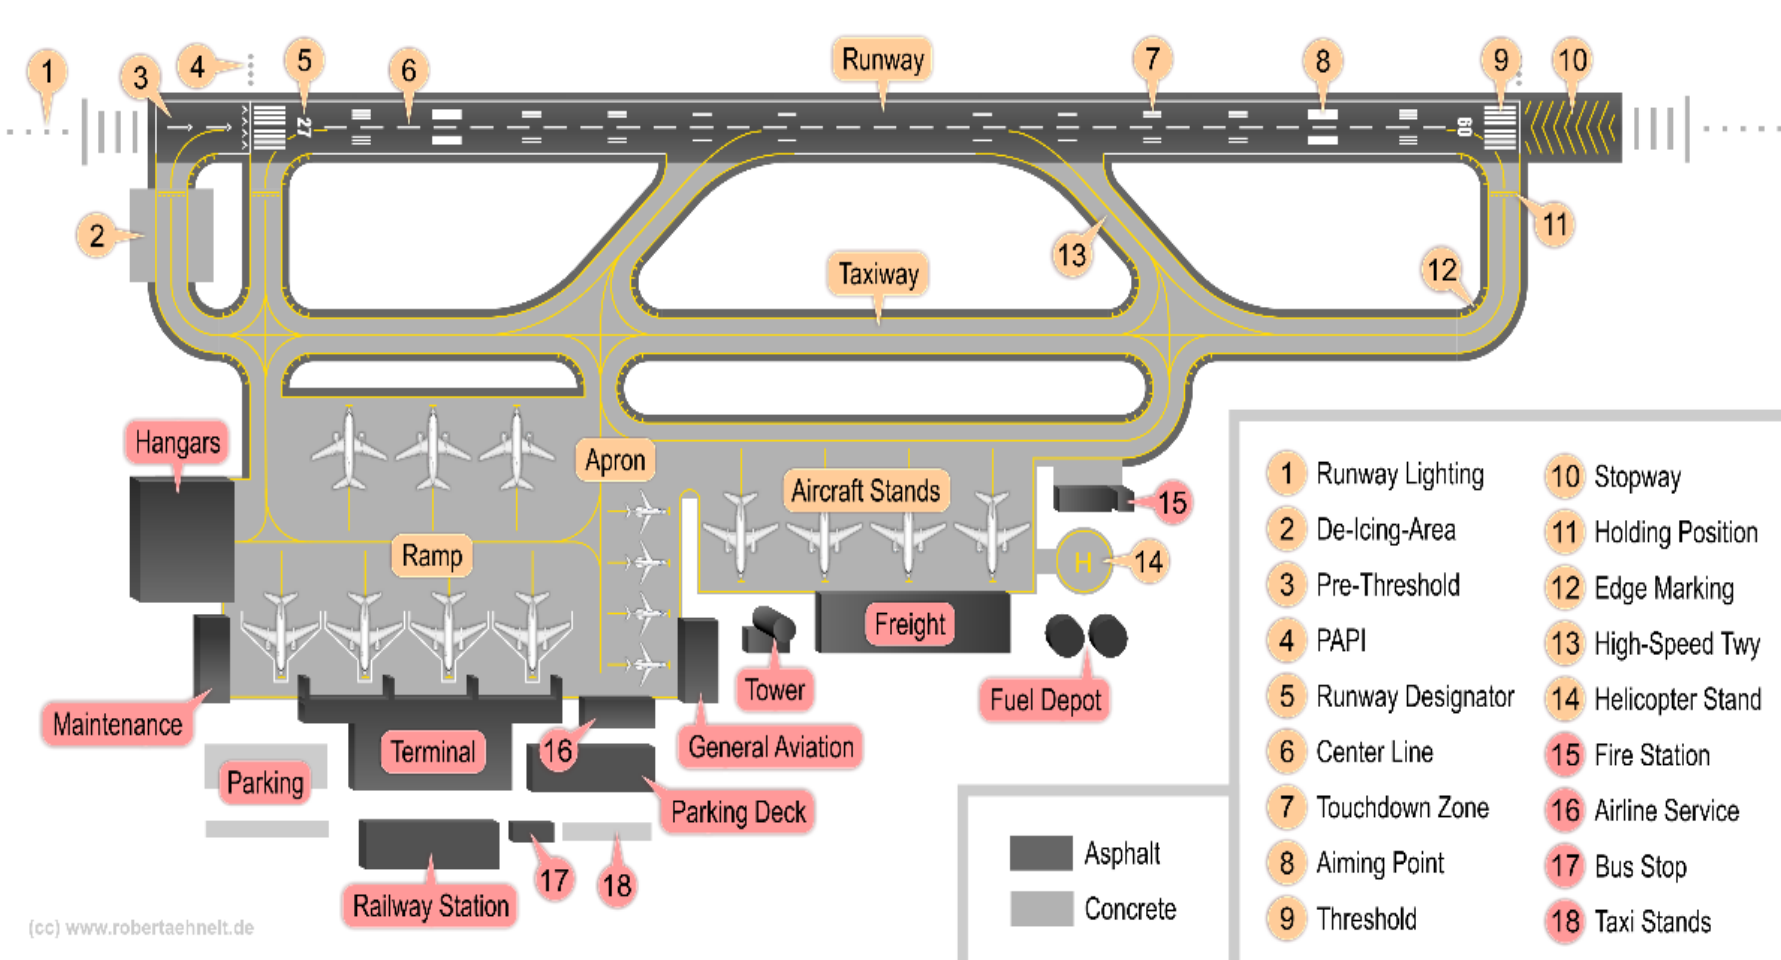 1
3
4
5
6
Runway
7
8
9
10
27
09
2
13
11
12
Taxiway
Hangars
Apron
Aircraft Stands
15
Ramp
H
14
Freight
Tower
Fuel Depot
Maintenance
Terminal
16
General Aviation
Parking
Parking Deck
Railway Station
17
18
Asphalt
Concrete
1 Runway Lighting
2 De-Icing-Area
3 Pre-Threshold
4 PAPI
5 Runway Designator
6 Center Line
7 Touchdown Zone
8 Aiming Point
9 Threshold
10 Stopway
11 Holding Position
12 Edge Marking
13 High-Speed Twy
14 Helicopter Stand
15 Fire Station
16 Airline Service
17 Bus Stop
18 Taxi Stands
(cc) www.robertaehnelt.de